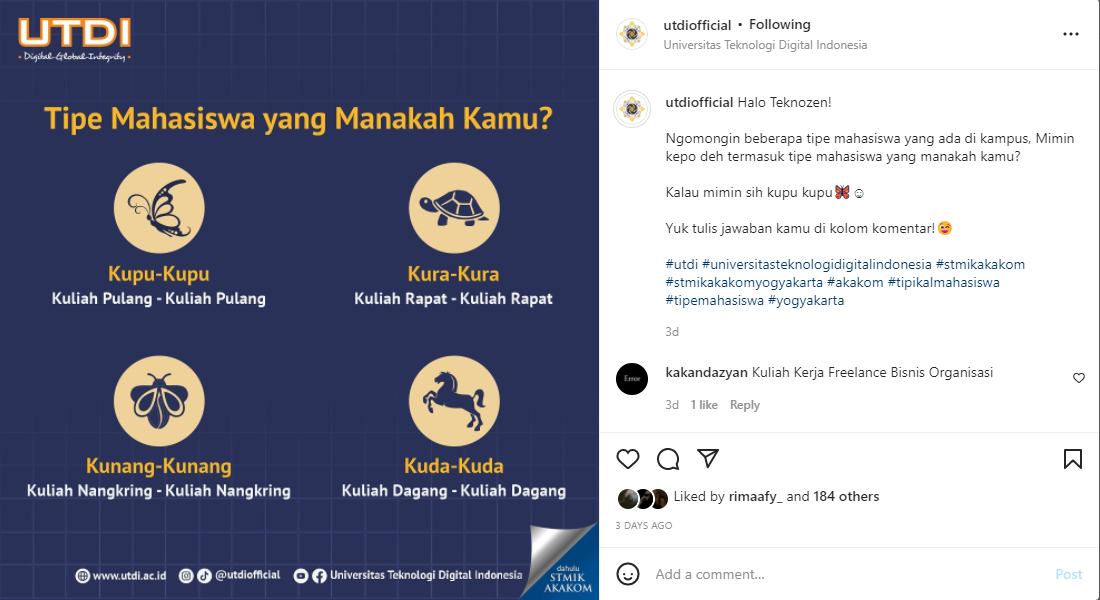 UTDI
• Digital-Global-Integrity •
Tipe Mahasiswa yang Manakah Kamu?
Kupu-Kupu
Kuliah Pulang - Kuliah Pulang
Kura-Kura
Kuliah Rapat - Kuliah Rapat
Kunang-Kunang
Kuliah Nangkring - Kuliah Nangkring
Kuda-Kuda
Kuliah Dagang - Kuliah Dagang
www.utdi.ac.id
@utdiofficial
Universitas Teknologi Digital Indonesia
dahulu
STMIK
AKAKOM
utdiofficial • Following
Universitas Teknologi Digital Indonesia
utdiofficial Halo Teknozen!
Ngomongin beberapa tipe mahasiswa yang ada di kampus, Mimin
kepo deh termasuk tipe mahasiswa yang manakah kamu?
Kalau mimin sih kupu kupu🦋☺
Yuk tulis jawaban kamu di kolom komentar!😉
#utdi #universitasteknologidigitalindonesia #stmikakakom
#stmikakakomyogyakarta #akakom #tipikalmahasiswa
#tipemahasiswa #yogyakarta
3d
Error
kakandazyan Kuliah Kerja Freelance Bisnis Organisasi
3d 1 like Reply
Liked by rimaafy_ and 184 others
3 DAYS AGO
Add a comment...
Post